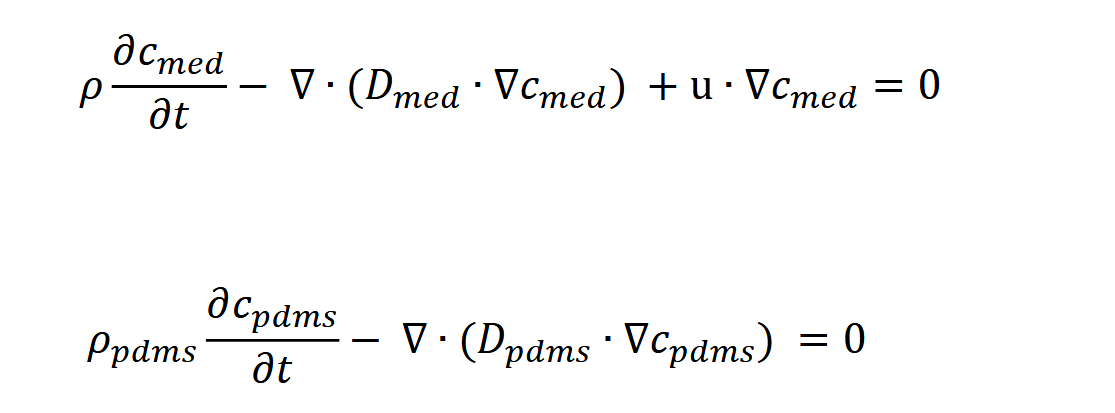 ρ ∂c_med/∂t − ∇ · (D_med · ∇c_med) + u · ∇c_med = 0
ρ_pdms ∂c_pdms/∂t − ∇ · (D_pdms · ∇c_pdms) = 0